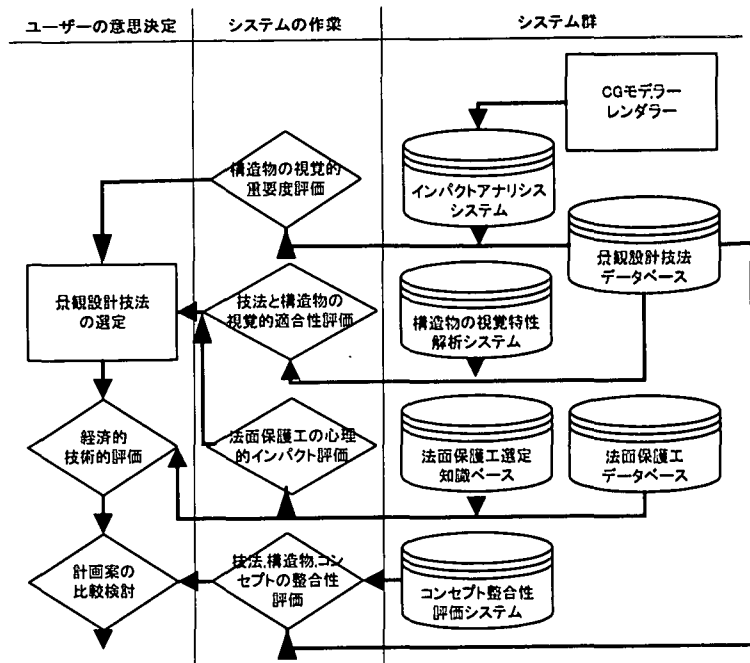 ユーザーの意思決定
システムの作業
システム群
CGモデラー
レンダラー
構造物の視覚的
重要度評価
インパクトアナリシス
システム
景観設計技法
データベース
景観設計技法
の選定
技法と構造物の
視覚的適合性評価
構造物の視覚特性
解析システム
経済的
技術的評価
法面保護工の心理
的インパクト評価
法面保護工選定
知識ベース
法面保護工
データベース
計画案の
比較検討
技法,構造物,コン
セプトの整合性
評価
コンセプト整合性
評価システム